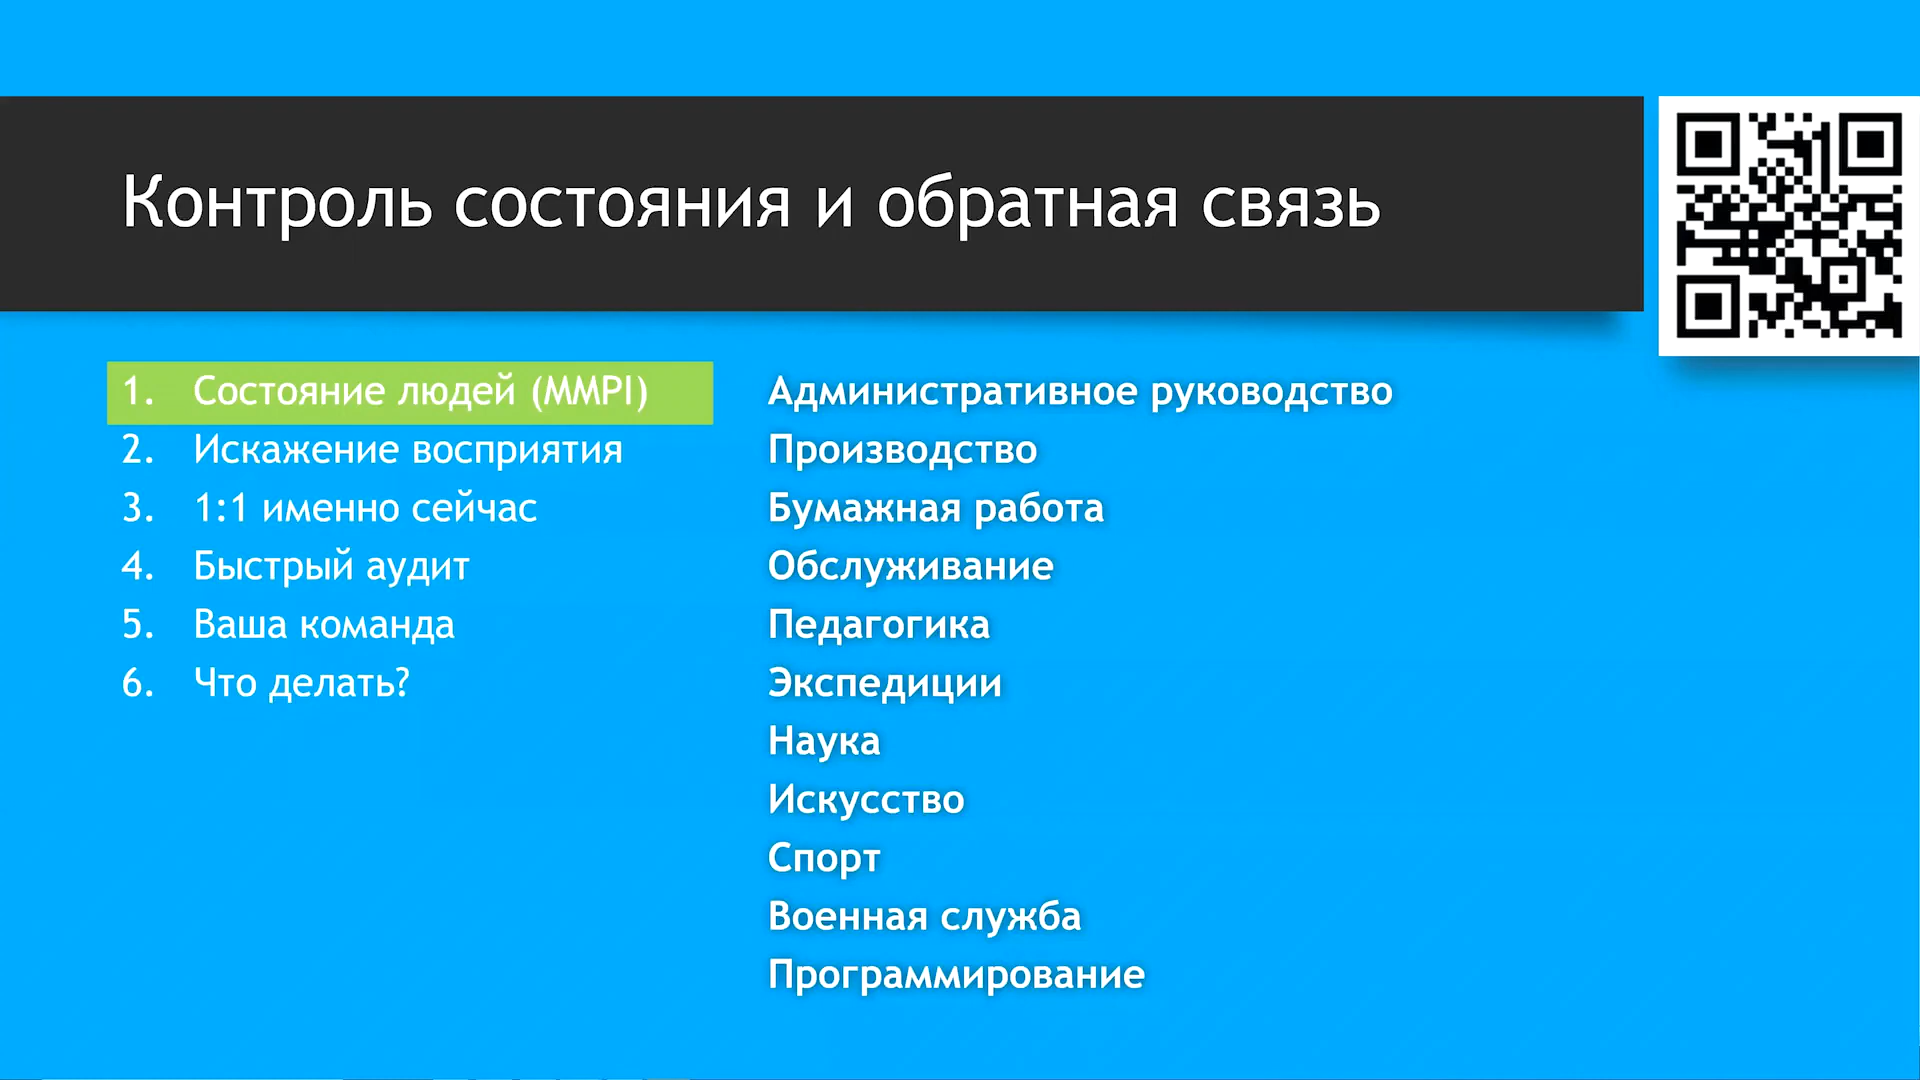 Контроль состояния и обратная связь
1. Состояние людей (MMPI)
2. Искажение восприятия
3. 1:1 именно сейчас
4. Быстрый аудит
5. Ваша команда
6. Что делать?
Административное руководство
Производство
Бумажная работа
Обслуживание
Педагогика
Экспедиции
Наука
Искусство
Спорт
Военная служба
Программирование